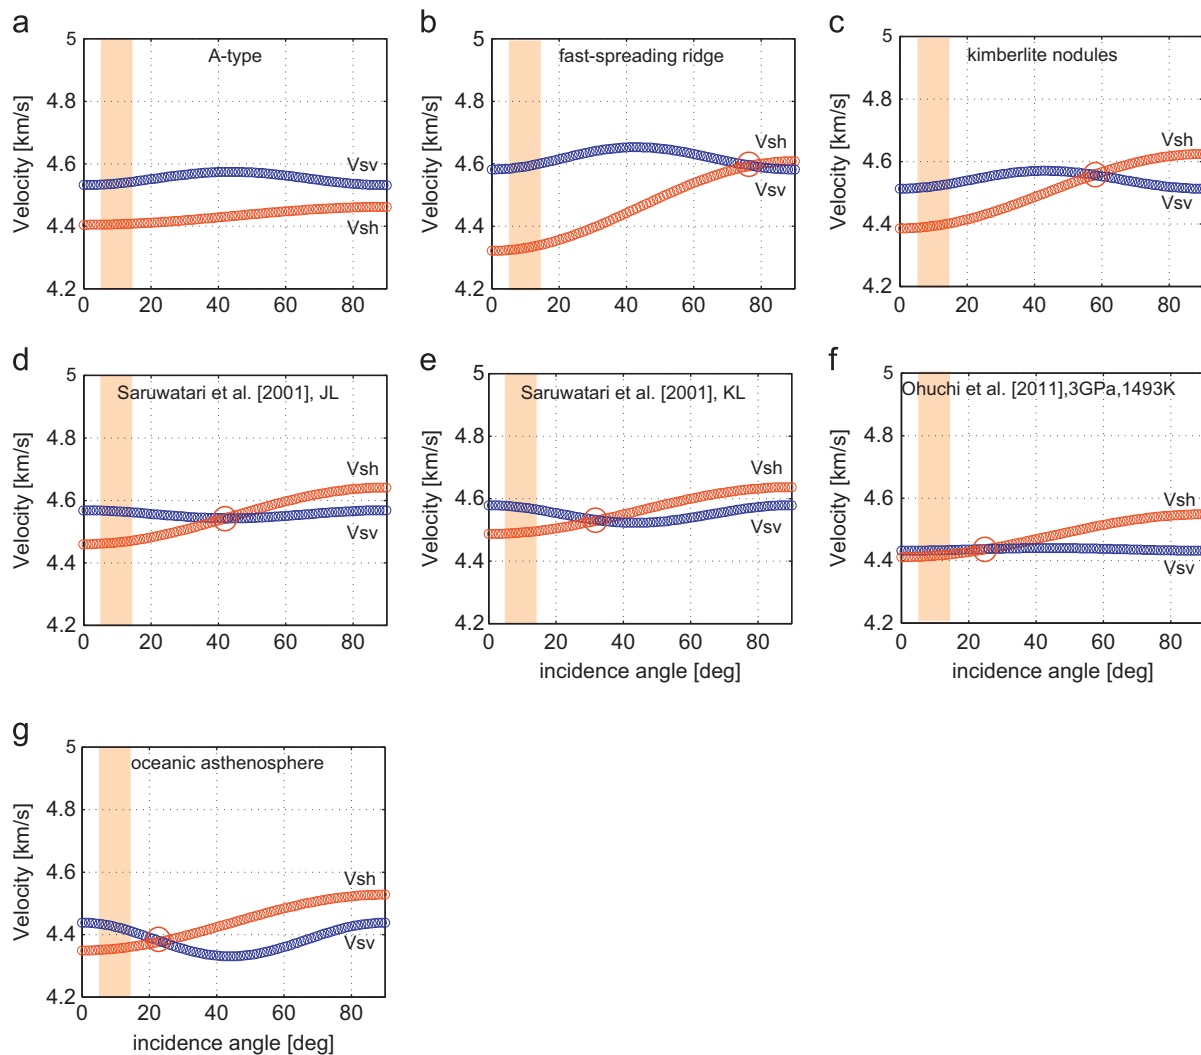 a
A-type
5
4.8
4.6
4.4
4.2
Velocity [km/s]
Vsv
Vsh
0 20 40 60 80
b
fast-spreading ridge
5
4.8
4.6
4.4
4.2
Velocity [km/s]
Vsh
Vsv
0 20 40 60 80
c
kimberlite nodules
5
4.8
4.6
4.4
4.2
Velocity [km/s]
Vsh
Vsv
0 20 40 60 80
d
Saruwatari et al. [2001], JL
5
4.8
4.6
4.4
4.2
Velocity [km/s]
Vsh
Vsv
0 20 40 60 80
e
Saruwatari et al. [2001], KL
5
4.8
4.6
4.4
4.2
Velocity [km/s]
Vsh
Vsv
0 20 40 60 80
incidence angle [deg]
f
Ohuchi et al. [2011],3GPa,1493K
5
4.8
4.6
4.4
4.2
Velocity [km/s]
Vsh
Vsv
0 20 40 60 80
incidence angle [deg]
g
oceanic asthenosphere
5
4.8
4.6
4.4
4.2
Velocity [km/s]
Vsh
Vsv
0 20 40 60 80
incidence angle [deg]